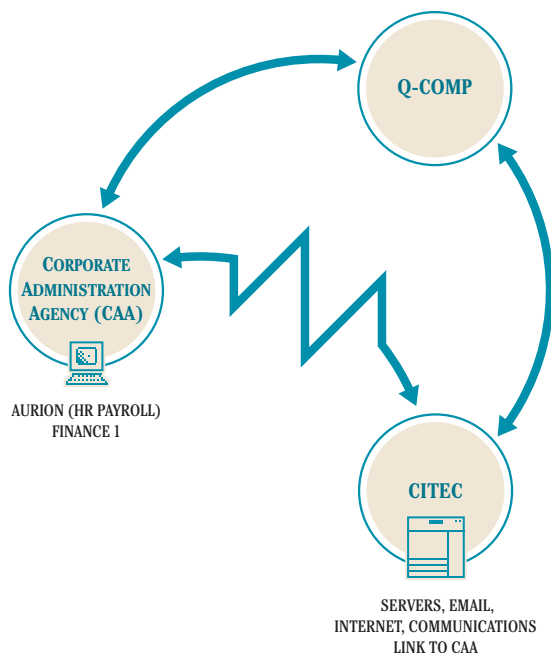 Q-COMP
CORPORATE
ADMINISTRATION
AGENCY (CAA)
AURION (HR PAYROLL)
FINANCE 1
CITEC
SERVERS, EMAIL,
INTERNET, COMMUNICATIONS
LINK TO CAA